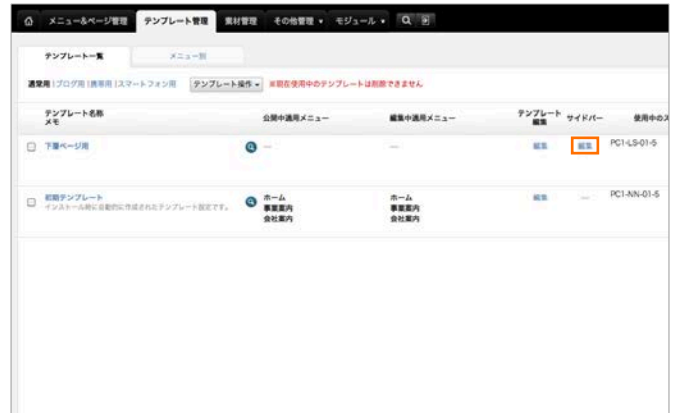 メニュー&ページ管理 テンプレート管理 素材管理 その他管理 ▾ モジュール ▾
テンプレート一覧 メニュー別
通常用 | ブログ用 | 携帯用 | スマートフォン用 テンプレート操作 ▾ ※現在使用中のテンプレートは削除できません
テンプレート名称 メモ 公開中適用メニュー 編集中適用メニュー テンプレート編集 サイドバー 使用中のス
下層ページ用 — — 編集 編集 PC1-LS-01-5
初期テンプレート ホーム ホーム 編集 — PC1-NN-01-5
インストール時に自動的に作成されたテンプレート設定です。 事業案内 事業案内
会社案内 会社案内